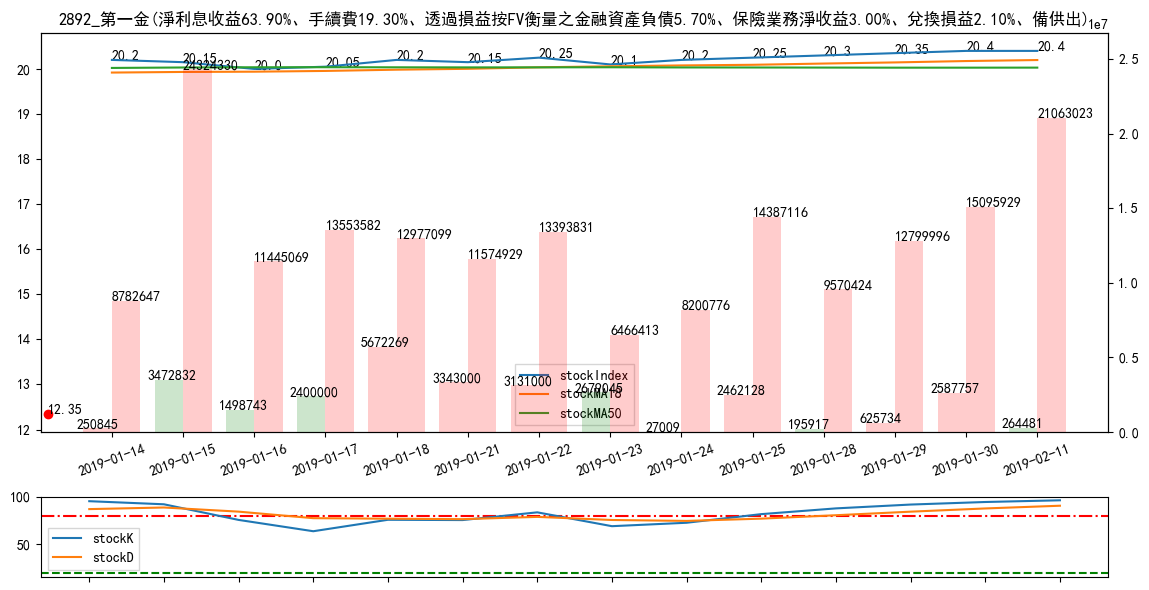 2892_第一金(淨利息收益63.90%、手續費19.30%、透過損益按FV衡量之金融資產負債5.70%、保險業務淨收益3.00%、兌換損益2.10%、備供出)
1e7
20.2 20.15 20.0 20.05 20.2 20.15 20.25 20.1 20.2 20.25 20.3 20.35 20.4 20.4
20
19
18
17
16
15
14
13
12
2.5
2.0
1.5
1.0
0.5
0.0
8782647 24324330 11445069 13553582 12977099 11574929 13393831 6466413 8200776 14387116 9570424 12799996 15095929 21063023
250845 3472832 1498743 2400000 5672269 3343000 3131000 2679045 27009 2462128 195917 625734 2587757 264481
12.35
stockIndex
stockMA18
stockMA50
2019-01-14 2019-01-15 2019-01-16 2019-01-17 2019-01-18 2019-01-21 2019-01-22 2019-01-23 2019-01-24 2019-01-25 2019-01-28 2019-01-29 2019-01-30 2019-02-11
100
50
stockK
stockD